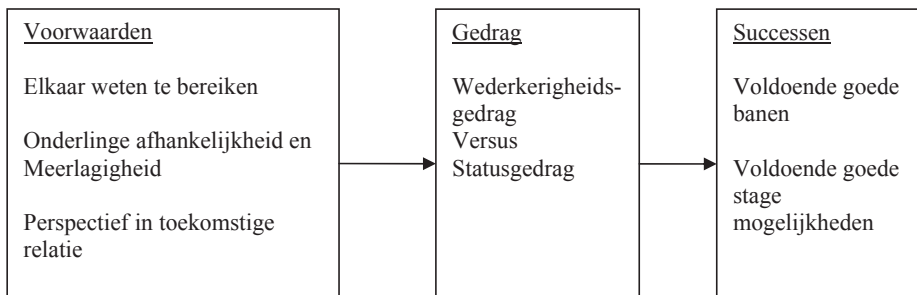 Voorwaarden
Elkaar weten te bereiken
Onderlinge afhankelijkheid en
Meerlagigheid
Perspectief in toekomstige
relatie
Gedrag
Wederkerigheids-
gedrag
Versus
Statusgedrag
Successen
Voldoende goede
banen
Voldoende goede
stage
mogelijkheden